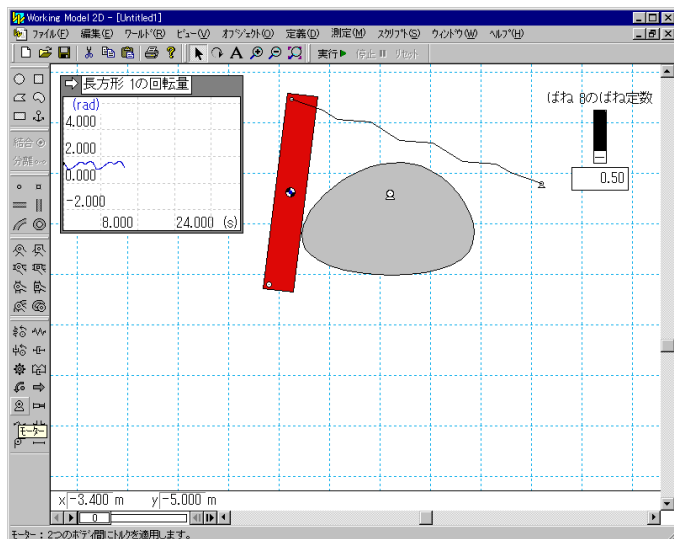 Working Model 2D - [Untitled1]
ファイル(F) 編集(E) ワールド(R) ビュー(V) オブジェクト(O) 定義(D) 測定(M) スクリプト(S) ウィンドウ(W) ヘルプ(H)
実行 停止 リセット
結合
分離
長方形 1の回転量
(rad)
4.000
2.000
0.000
-2.000
8.000 24.000 (s)
ばね 8のばね定数
0.50
モーター
x -3.400 m y -5.000 m
0
モーター：2つのボディ間にトルクを適用します。